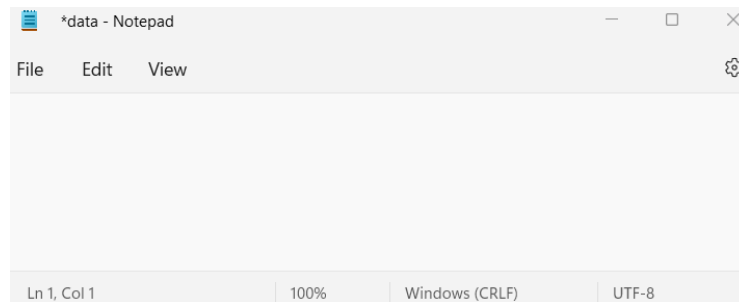 *data - Notepad
File Edit View
Ln 1, Col 1 100% Windows (CRLF) UTF-8